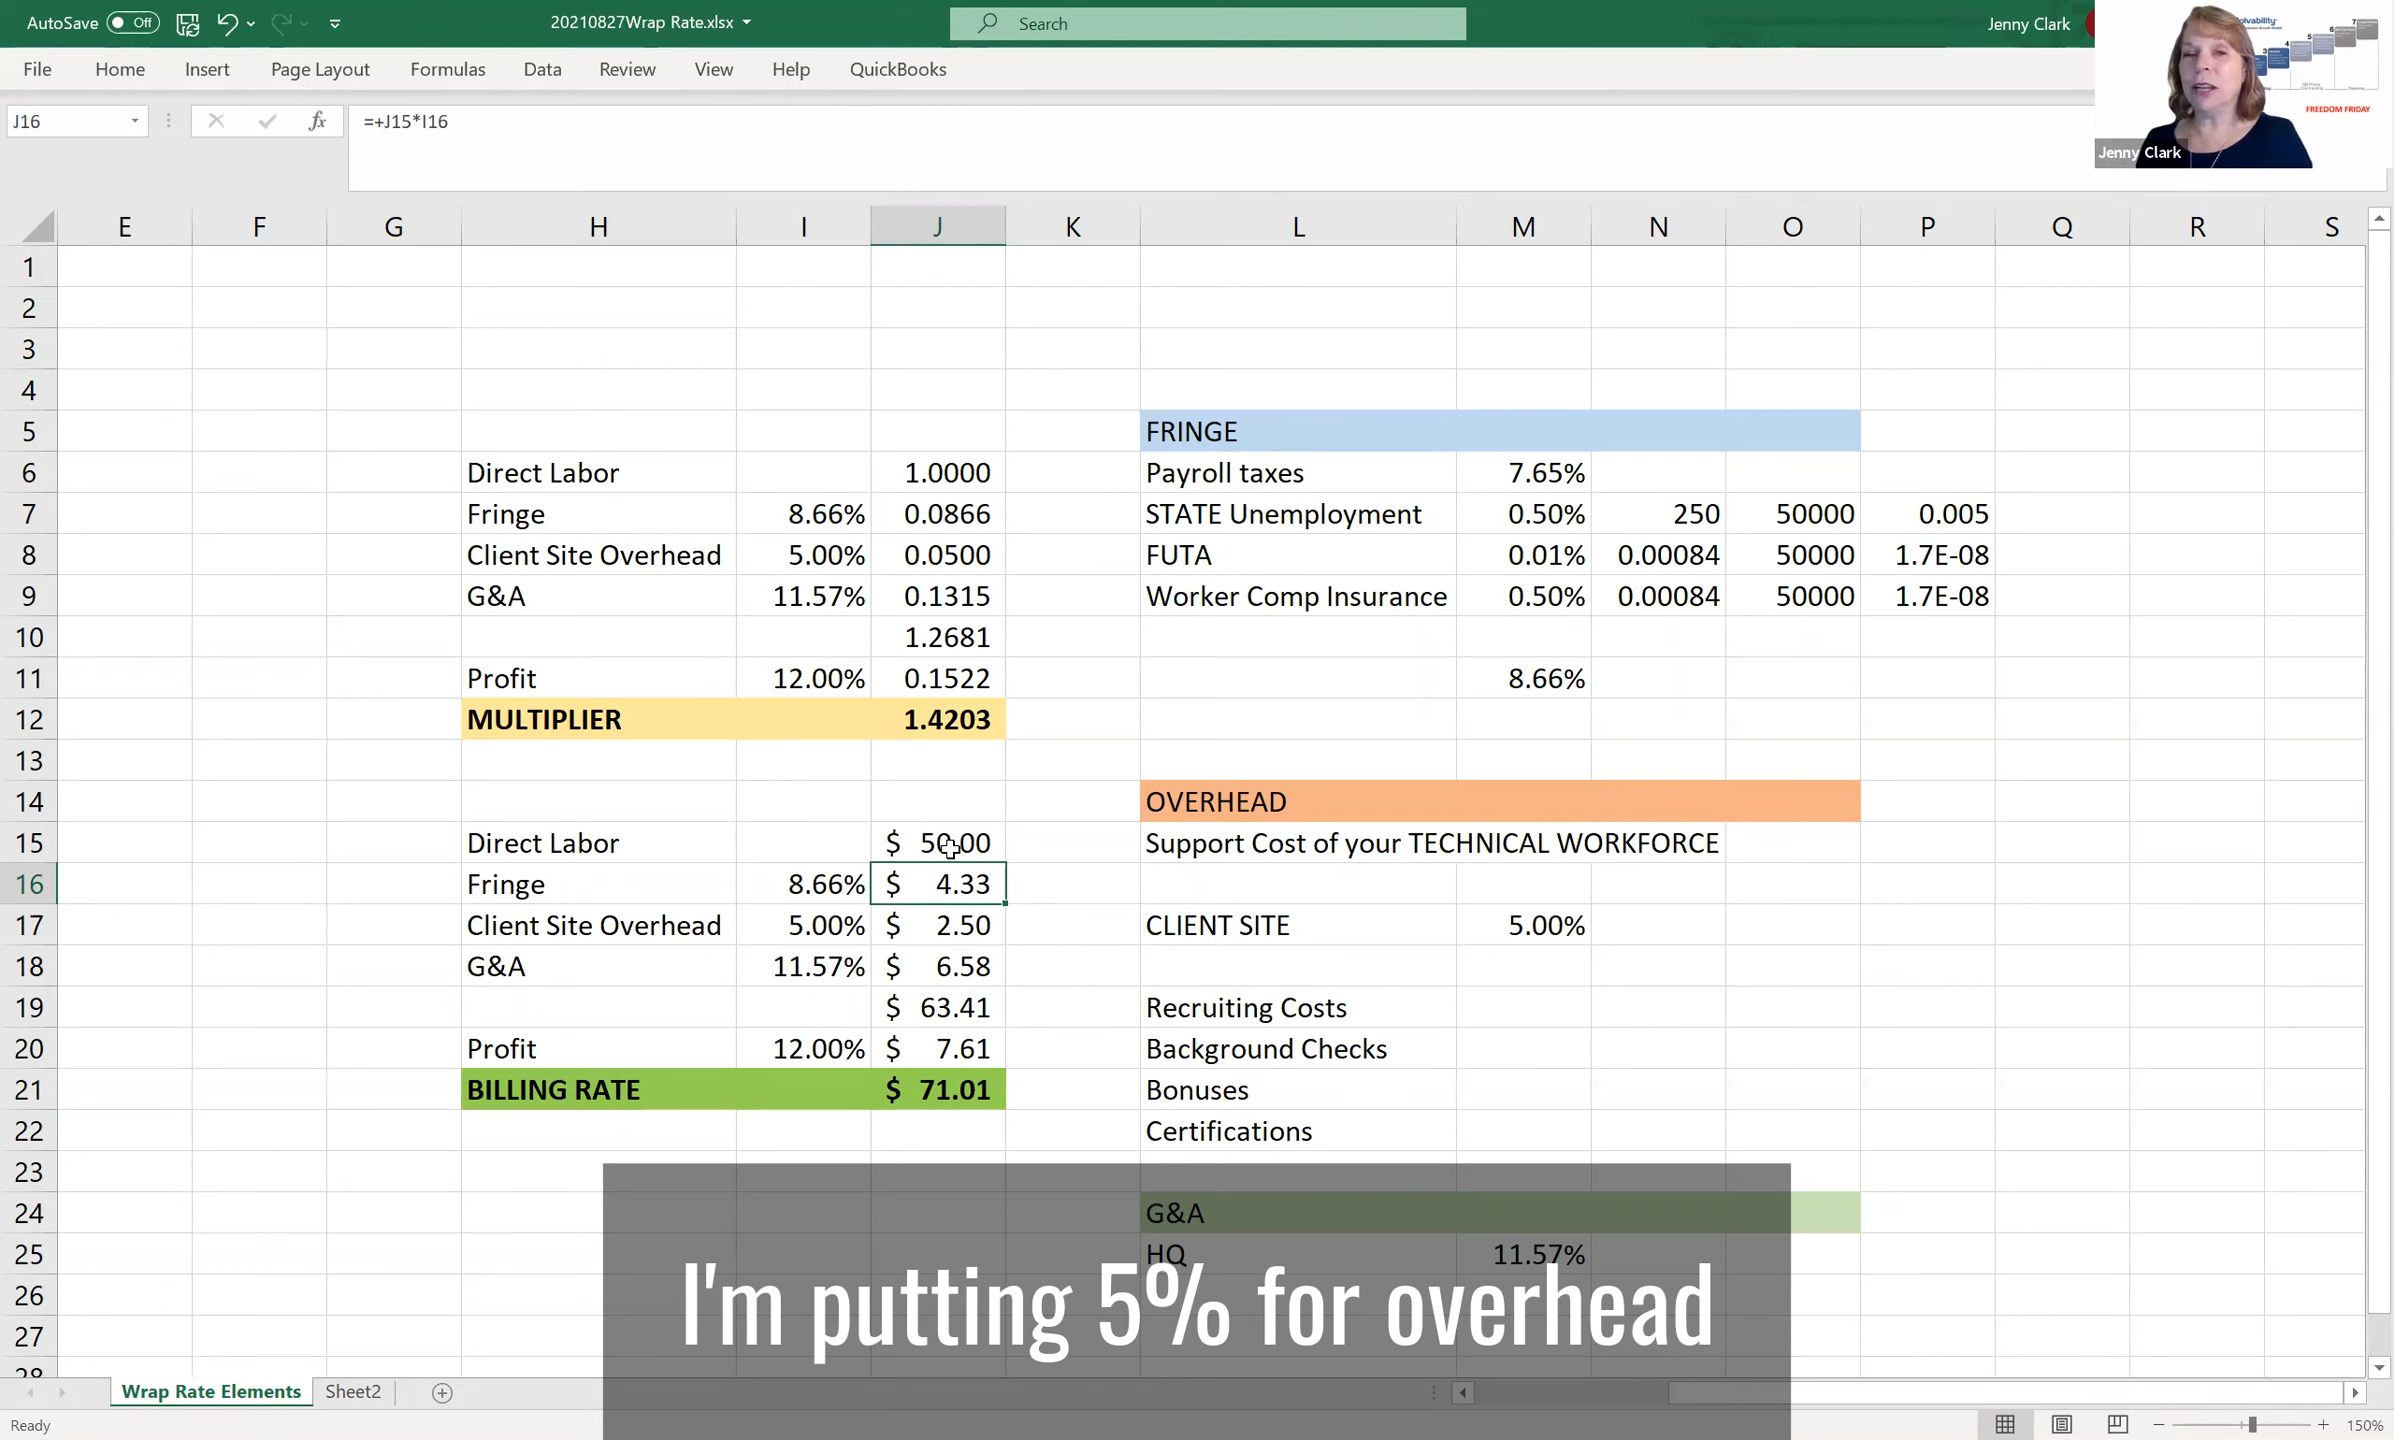 AutoSave Off 20210827Wrap Rate.xlsx Search Jenny Clark
File Home Insert Page Layout Formulas Data Review View Help QuickBooks
FREEDOM FRIDAY
Jenny Clark
J16 fx =+J15*I16
E F G H I J K L M N O P Q R S
1
2
3
4
5 FRINGE
6 Direct Labor 1.0000 Payroll taxes 7.65%
7 Fringe 8.66% 0.0866 STATE Unemployment 0.50% 250 50000 0.005
8 Client Site Overhead 5.00% 0.0500 FUTA 0.01% 0.00084 50000 1.7E-08
9 G&A 11.57% 0.1315 Worker Comp Insurance 0.50% 0.00084 50000 1.7E-08
10 1.2681
11 Profit 12.00% 0.1522 8.66%
12 MULTIPLIER 1.4203
13
14 OVERHEAD
15 Direct Labor $ 50.00 Support Cost of your TECHNICAL WORKFORCE
16 Fringe 8.66% $ 4.33
17 Client Site Overhead 5.00% $ 2.50 CLIENT SITE 5.00%
18 G&A 11.57% $ 6.58
19 $ 63.41 Recruiting Costs
20 Profit 12.00% $ 7.61 Background Checks
21 BILLING RATE $ 71.01 Bonuses
22 Certifications
23
24 G&A
25 HQ 11.57%
26
27
28
I'm putting 5% for overhead
Wrap Rate Elements Sheet2
Ready 150%